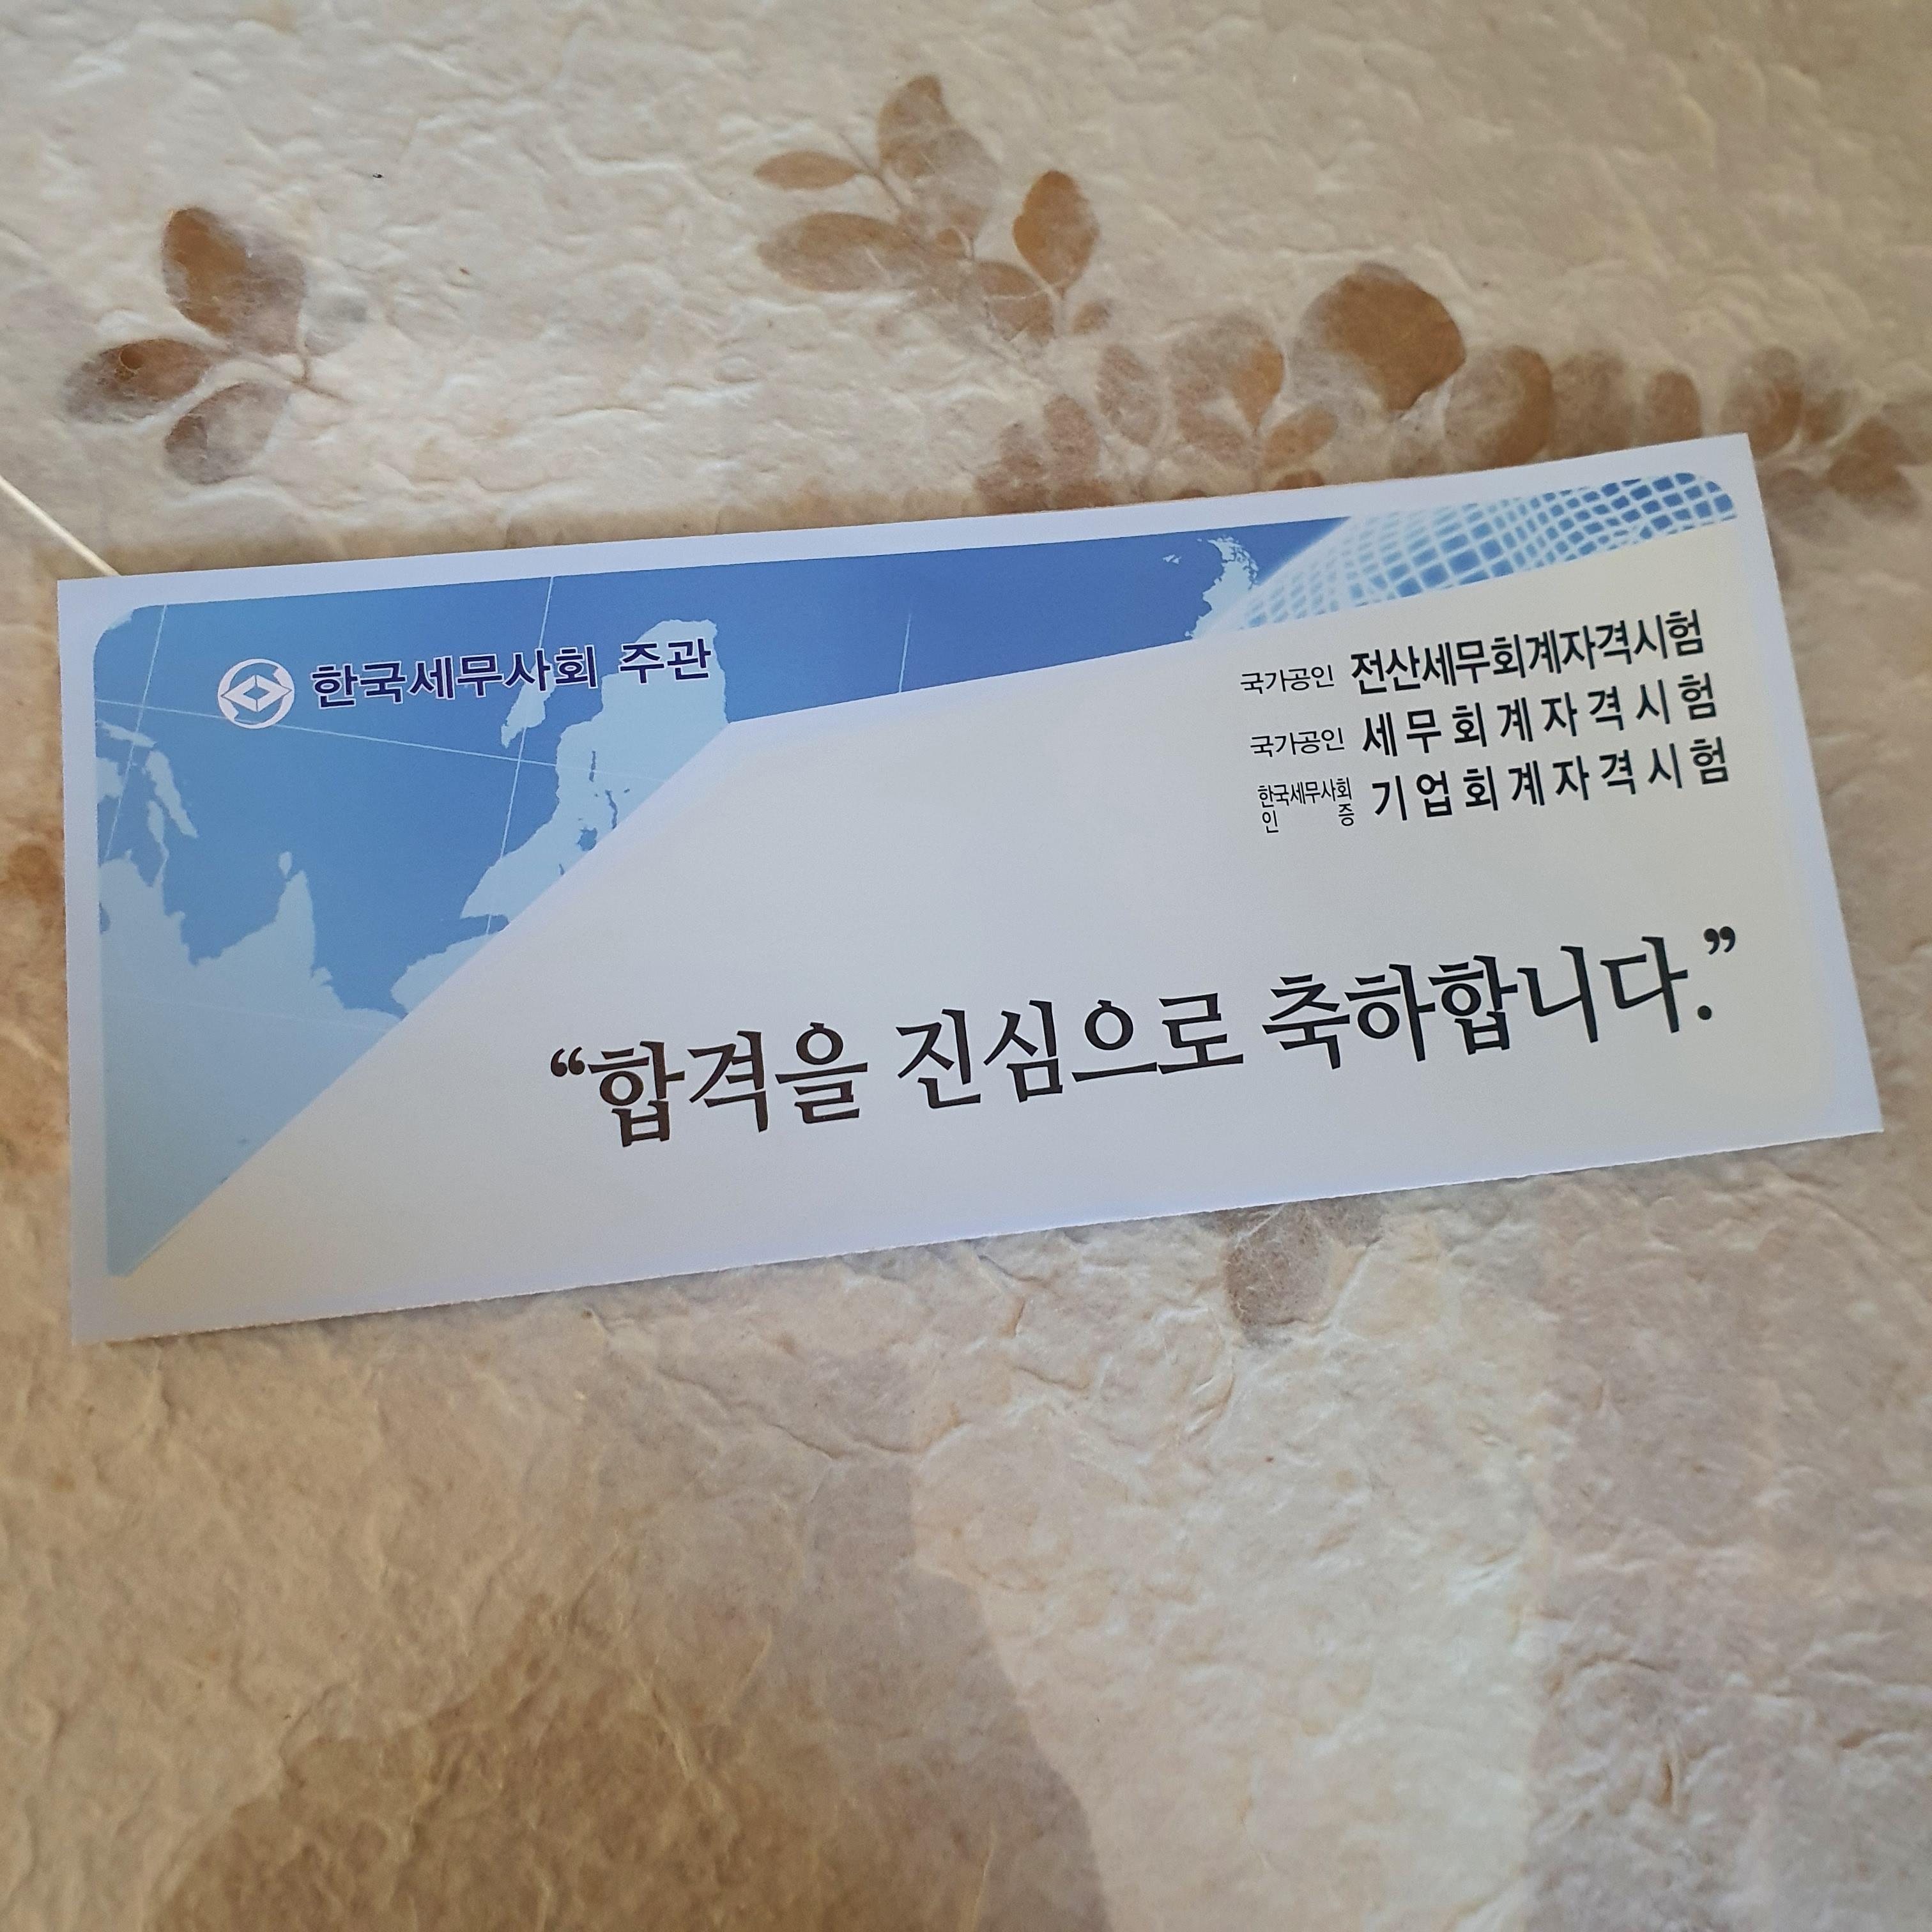 한국세무사회 주관
국가공인 전산세무회계자격시험
국가공인 세무회계자격시험
한국세무사회 인증 기업회계자격시험
“합격을 진심으로 축하합니다.”